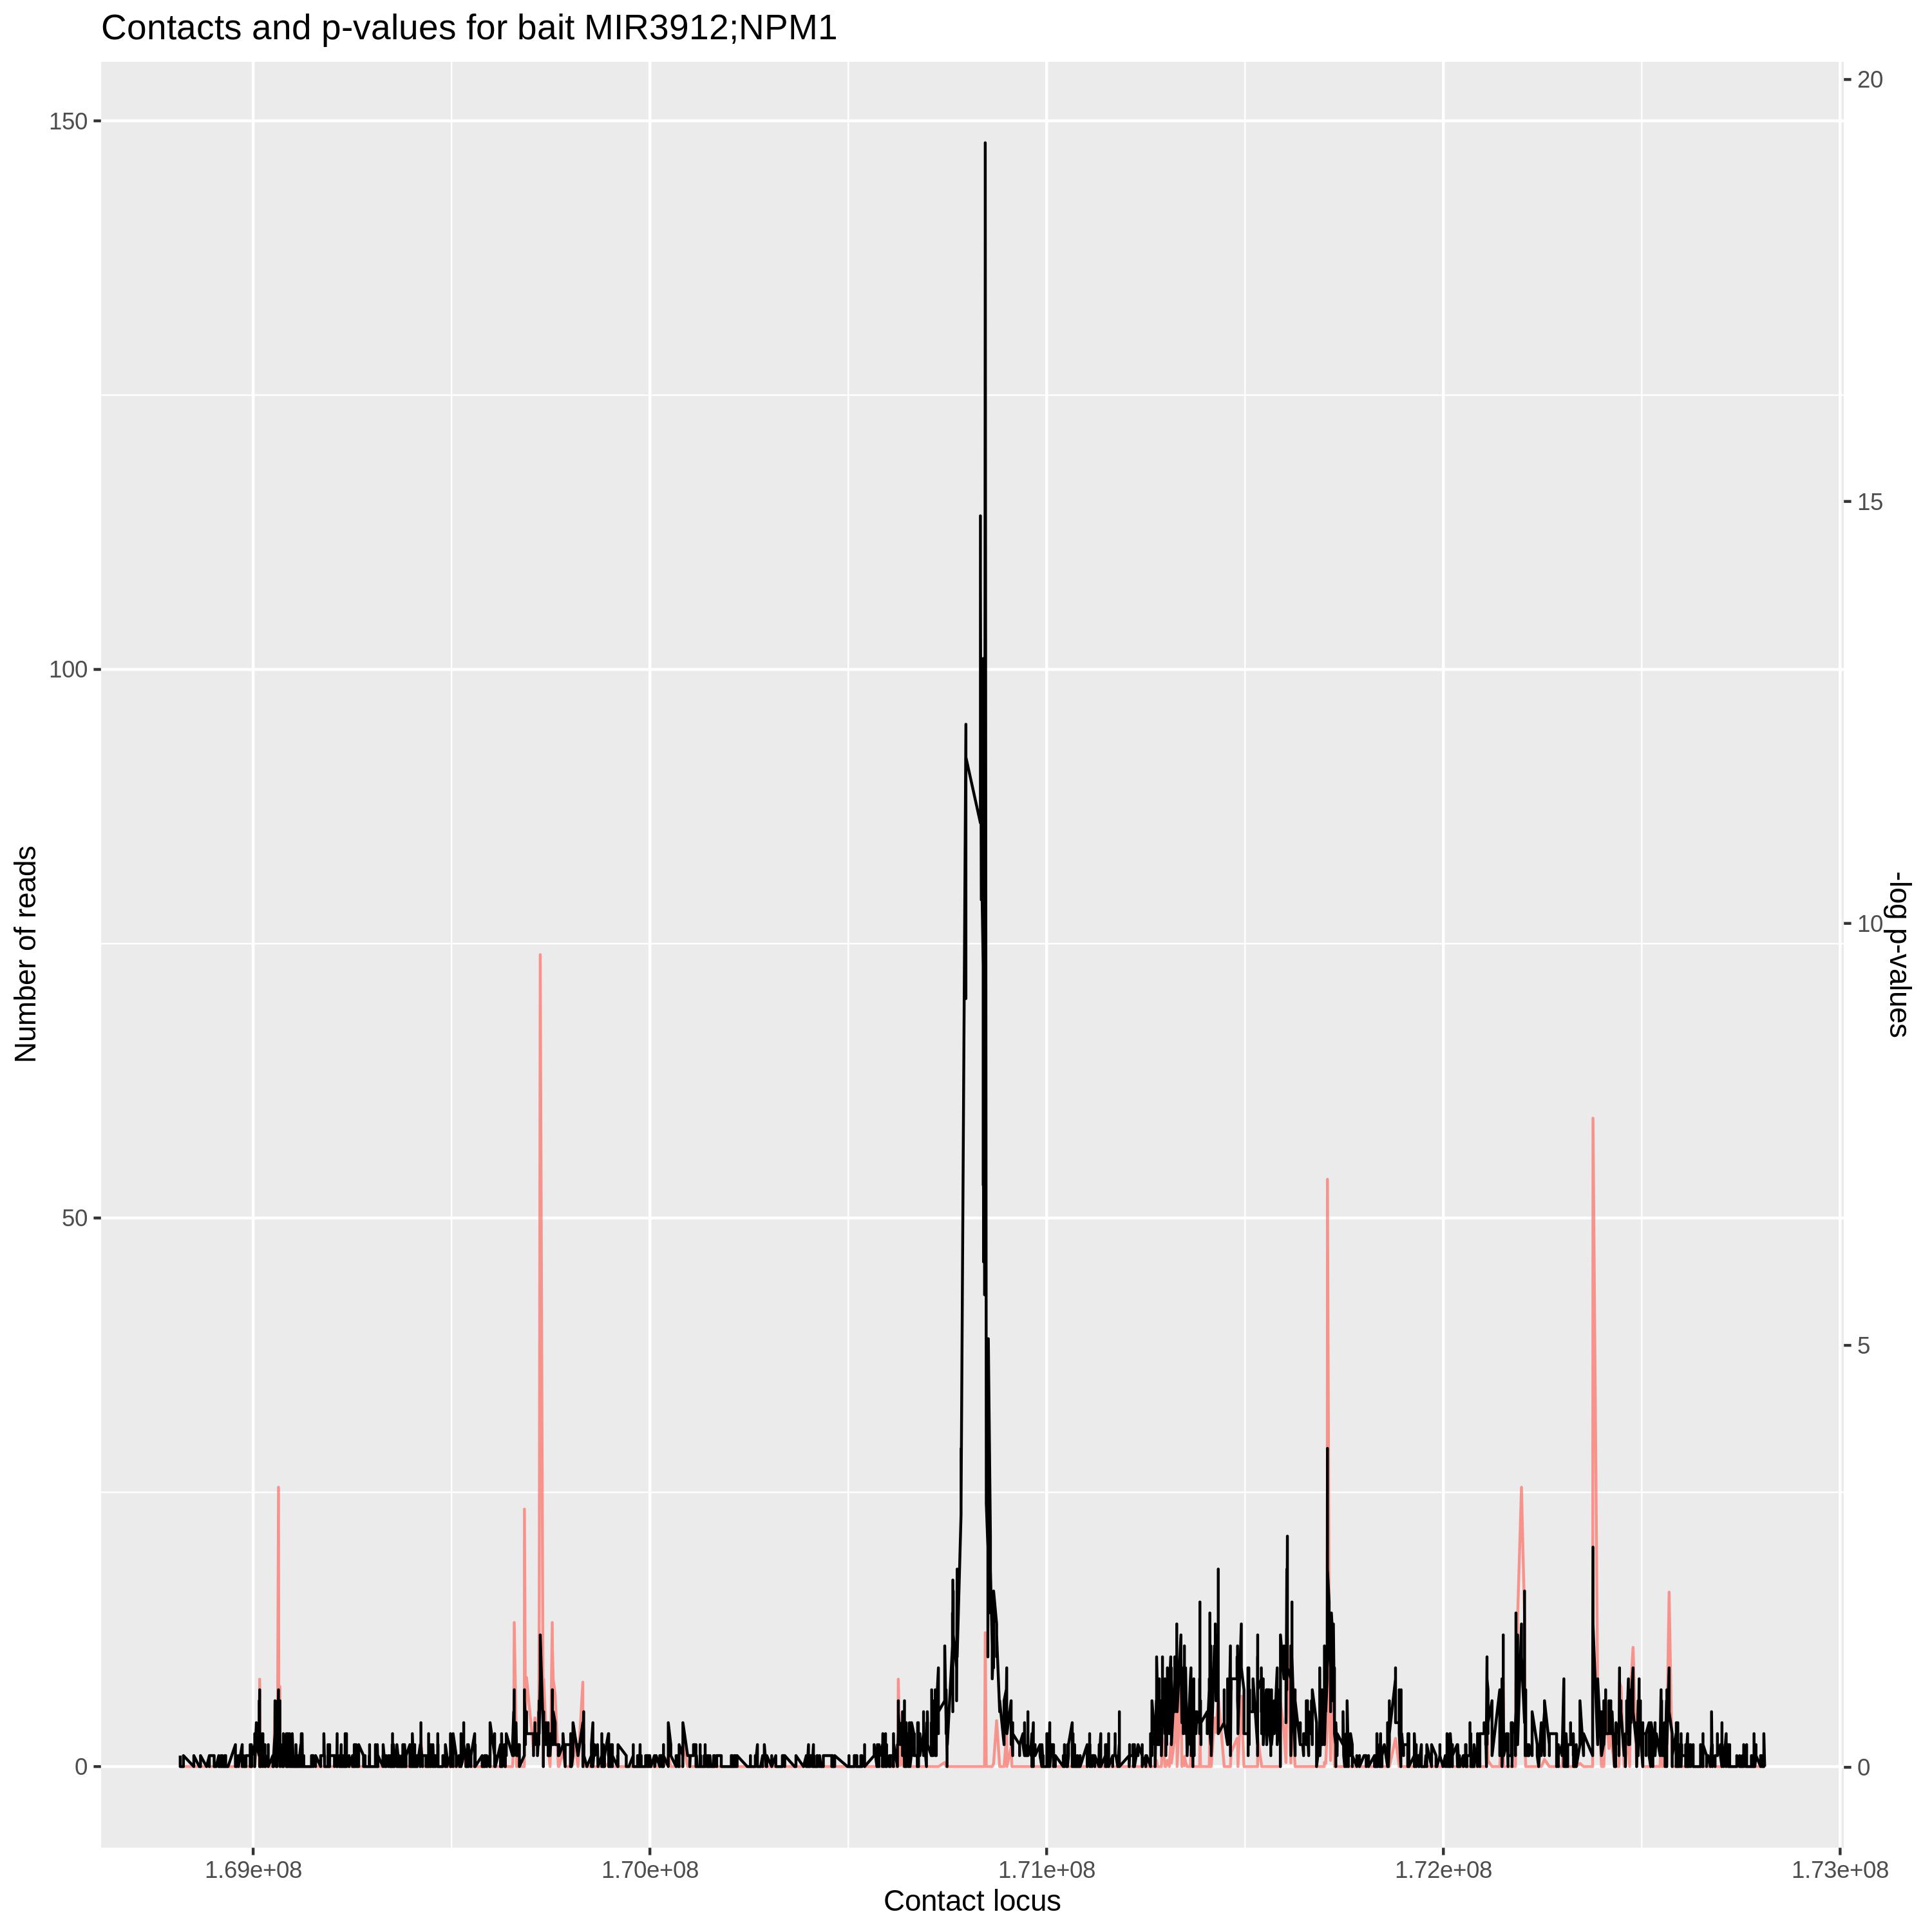 Contacts and p-values for bait MIR3912;NPM1
150
100
50
0
Number of reads
20
15
10
5
0
-log p-values
1.69e+08
1.70e+08
1.71e+08
1.72e+08
1.73e+08
Contact locus